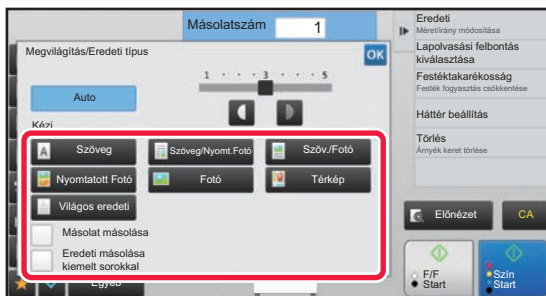 Másolatszám 1
Megvilágítás/Eredeti típus
OK
1 · · · 3 · · · 5
Auto
Kézi
A Szöveg
Szöveg/Nyomt.Fotó
Szöv./Fotó
Nyomtatott Fotó
Fotó
Térkép
Világos eredeti
Másolat másolása
Eredeti másolása
kiemelt sorokkal
Egyéb
Eredeti
Méret/irány módosítása
Lapolvasási felbontás
kiválasztása
Festéktakarékosság
Festék fogyasztás csökkentése
Háttér beállítás
Törlés
Árnyék keret törlése
Előnézet
CA
F/F
Start
Szín
Start